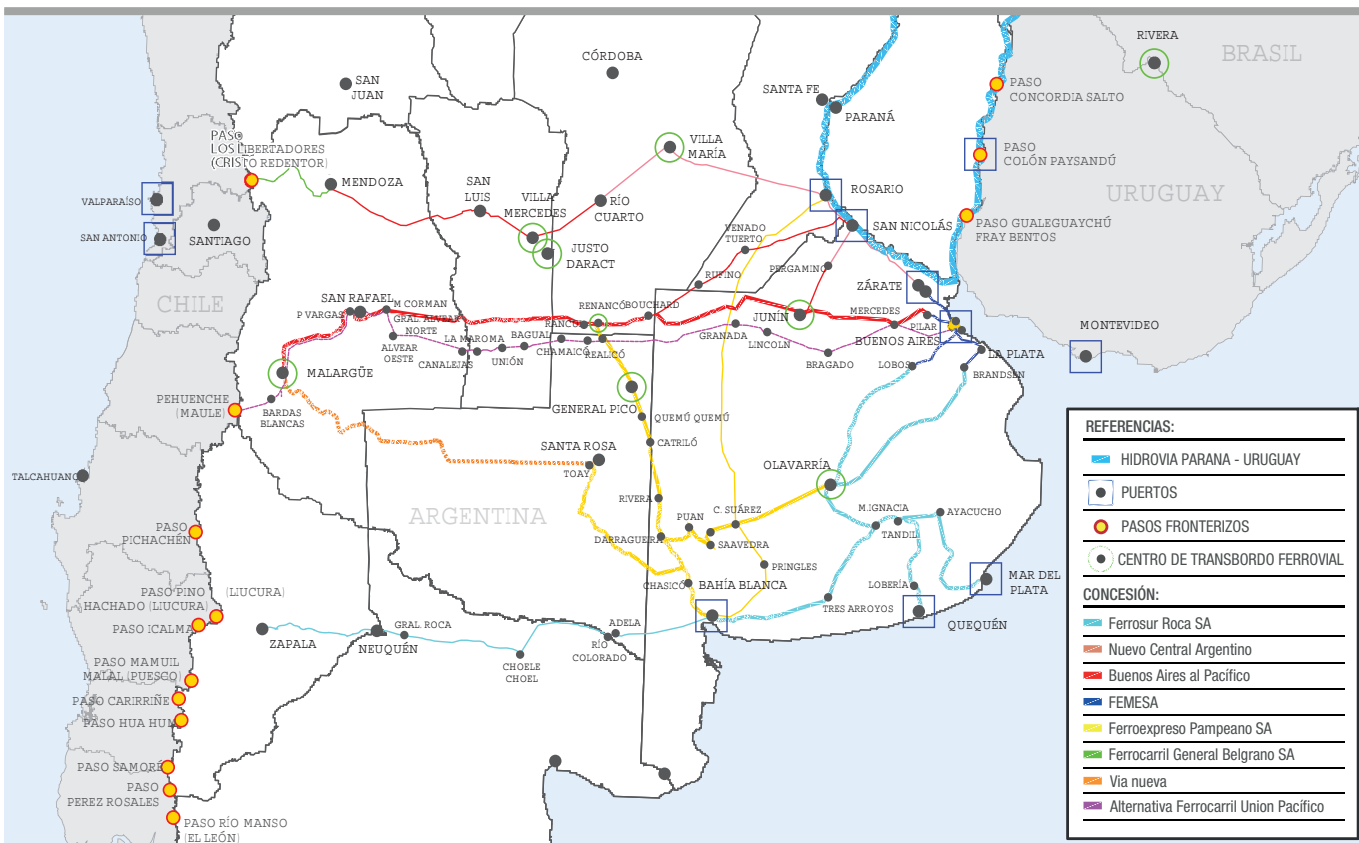 RIVERA
BRASIL
CÓRDOBA
SAN
JUAN
SANTA FE
PARANÁ
PASO
CONCORDIA SALTO
PASO
LOS LIBERTADORES
(CRISTO REDENTOR)
VILLA
MARÍA
PASO
COLÓN PAYSANDÚ
MENDOZA
SAN
LUIS
VILLA
MERCEDES
RÍO
CUARTO
ROSARIO
URUGUAY
VALPARAÍSO
SAN ANTONIO
SANTIAGO
JUSTO
DARACT
VENADO
TUERTO
SAN NICOLÁS
PASO GUALEGUAYCHÚ
FRAY BENTOS
RUFINO
PERGAMINO
ZÁRATE
CHILE
SAN RAFAEL
P VARGAS
M CORMAN
GRAL ALVEAR
NORTE
RENANCÓ
BOUCHARD
RANCUL
JUNÍN
MERCEDES
PILAR
MONTEVIDEO
ALVEAR
OESTE
LA MAROMA
BAGUAL
CANALEJAS
UNIÓN
CHAMAICÓ
REALICÓ
GRANADA
LINCOLN
BUENOS AIRES
BRAGADO
LOBOS
LA PLATA
BRANDSEN
MALARGÜE
PEHUENCHE
(MAULE)
BARDAS
BLANCAS
GENERAL PICO
QUEMÚ QUEMÚ
CATRILÓ
SANTA ROSA
TOAY
TALCAHUANO
OLAVARRÍA
ARGENTINA
RIVERA
PUAN
C. SUÁREZ
M.IGNACIA
AYACUCHO
TANDIL
PASO
PICHACHÉN
DARRAGUEIRA
SAAVEDRA
PRINGLES
CHASICÓ
BAHÍA BLANCA
LOBERÍA
MAR DEL
PLATA
TRES ARROYOS
QUEQUÉN
PASO PINO
HACHADO (LIUCURA)
(LIUCURA)
PASO ICALMA
ZAPALA
NEUQUÉN
GRAL ROCA
ADELA
RÍO
COLORADO
CHOELE
CHOEL
PASO MAMUIL
MALAL (PUESCO)
PASO CARIRRIÑE
PASO HUA HUM
PASO SAMORÉ
PASO
PEREZ ROSALES
PASO RÍO MANSO
(EL LEÓN)
REFERENCIAS:
HIDROVIA PARANA - URUGUAY
PUERTOS
PASOS FRONTERIZOS
CENTRO DE TRANSBORDO FERROVIAL
CONCESIÓN:
Ferrosur Roca SA
Nuevo Central Argentino
Buenos Aires al Pacífico
FEMESA
Ferroexpreso Pampeano SA
Ferrocarril General Belgrano SA
Via nueva
Alternativa Ferrocarril Union Pacífico